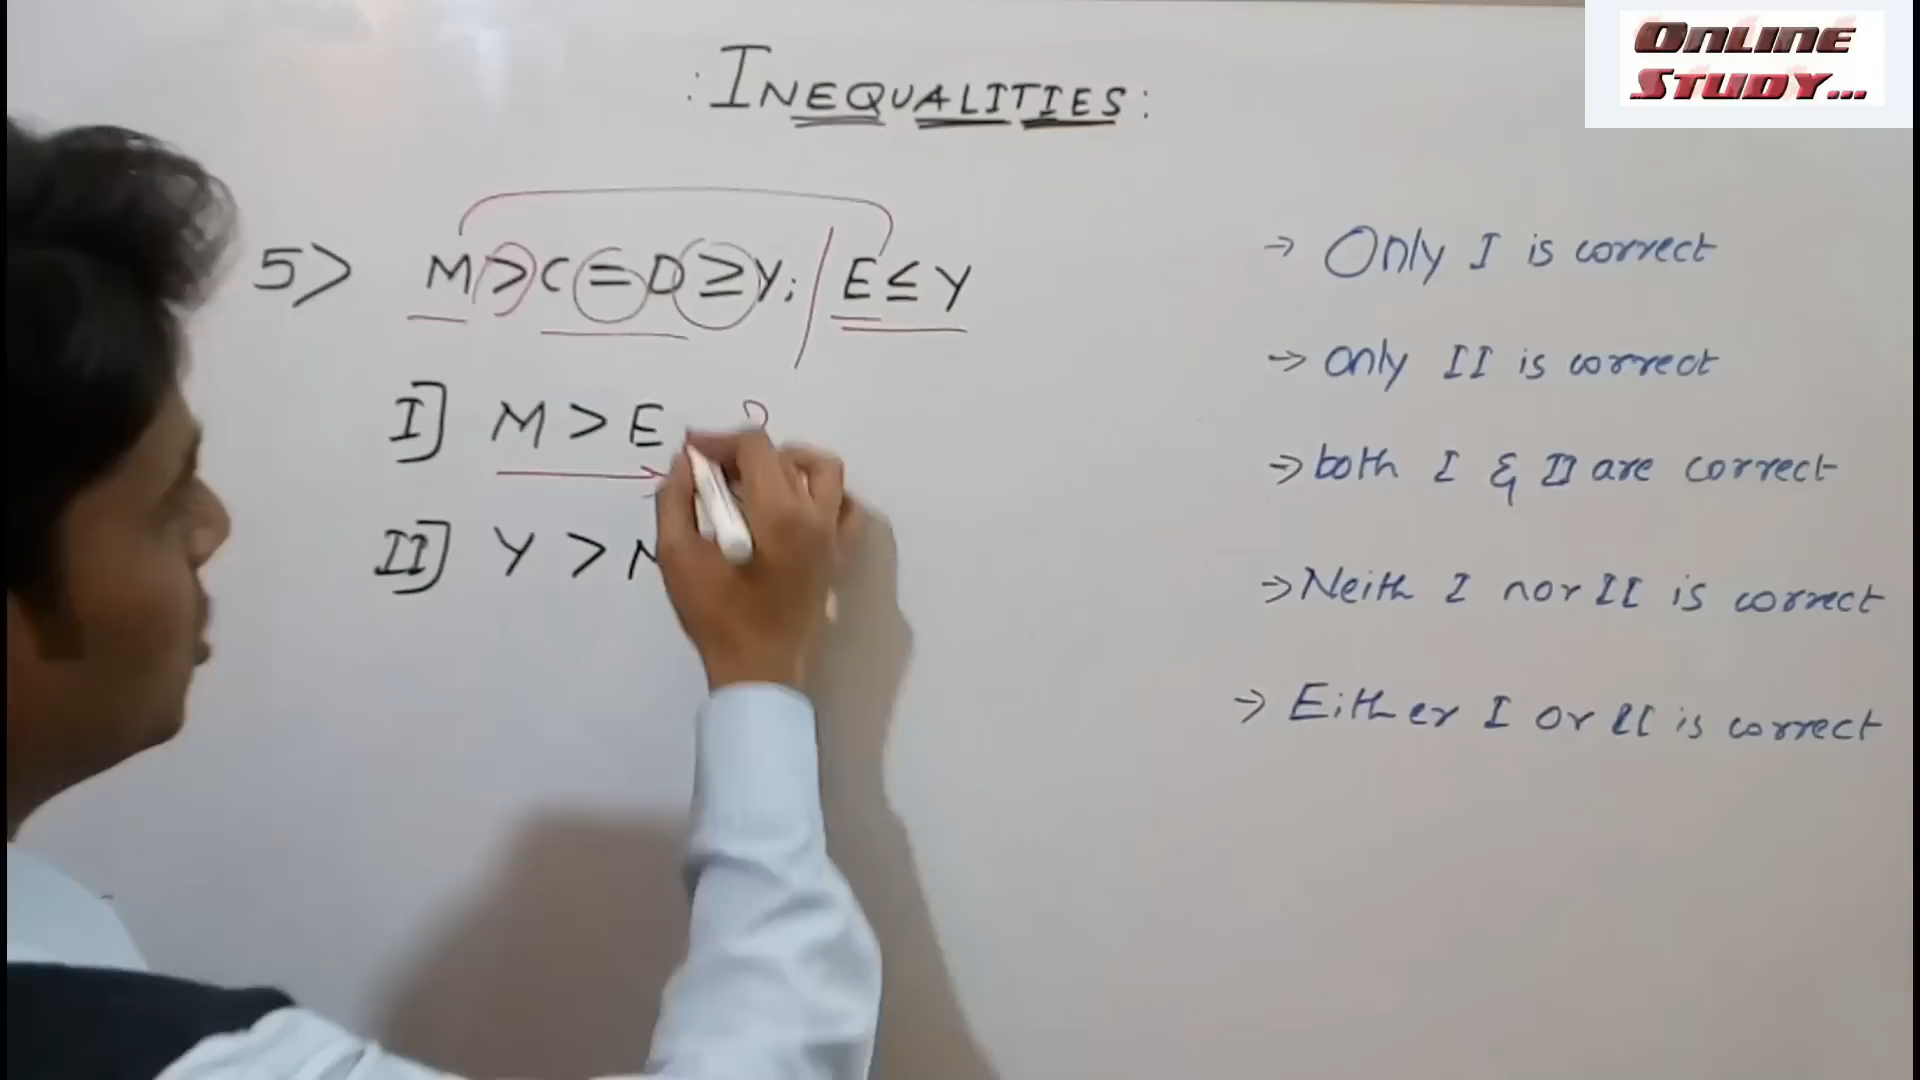 Online
Study...
: INEQUALITIES :
5> M > C = D ≥ Y; / E ≤ Y
I] M > E
II] Y >
→ Only I is correct
→ Only II is correct
→ both I & II are correct
→ Neith I nor II is correct
→ Either I or II is correct